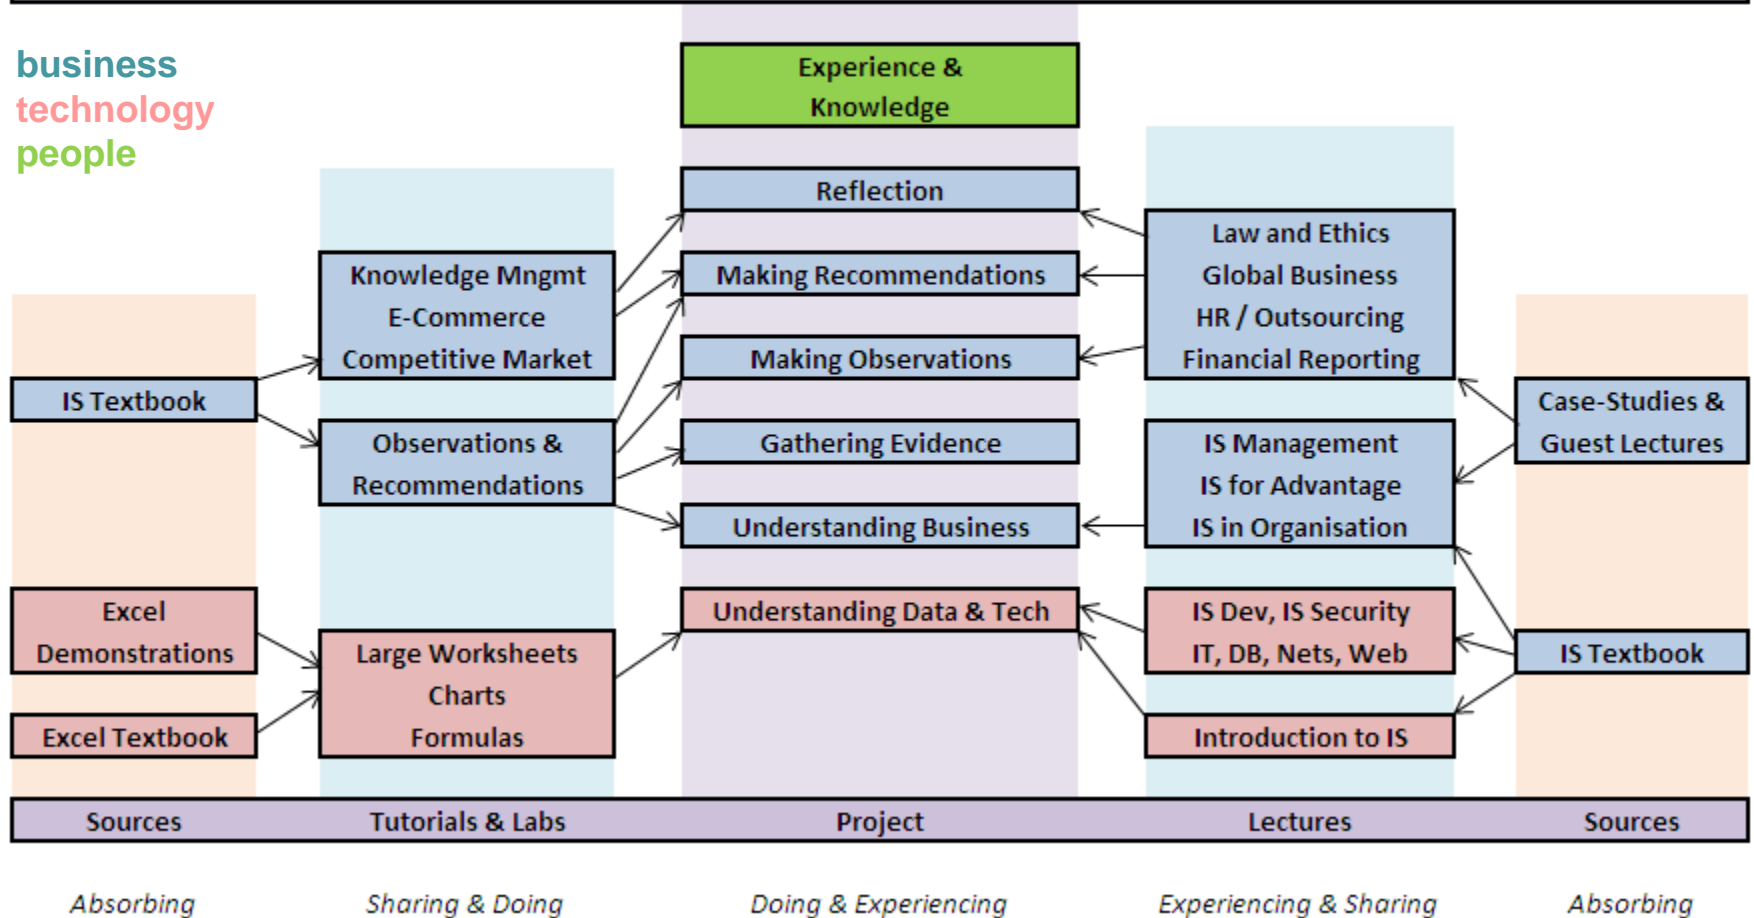 business
technology
people
Experience &
Knowledge
Reflection
Making Recommendations
Making Observations
Gathering Evidence
Understanding Business
Understanding Data & Tech
IS Textbook
Excel
Demonstrations
Excel Textbook
Knowledge Mngmt
E-Commerce
Competitive Market
Observations &
Recommendations
Large Worksheets
Charts
Formulas
Law and Ethics
Global Business
HR / Outsourcing
Financial Reporting
IS Management
IS for Advantage
IS in Organisation
IS Dev, IS Security
IT, DB, Nets, Web
Introduction to IS
Case-Studies &
Guest Lectures
IS Textbook
Sources
Tutorials & Labs
Project
Lectures
Sources
Absorbing
Sharing & Doing
Doing & Experiencing
Experiencing & Sharing
Absorbing